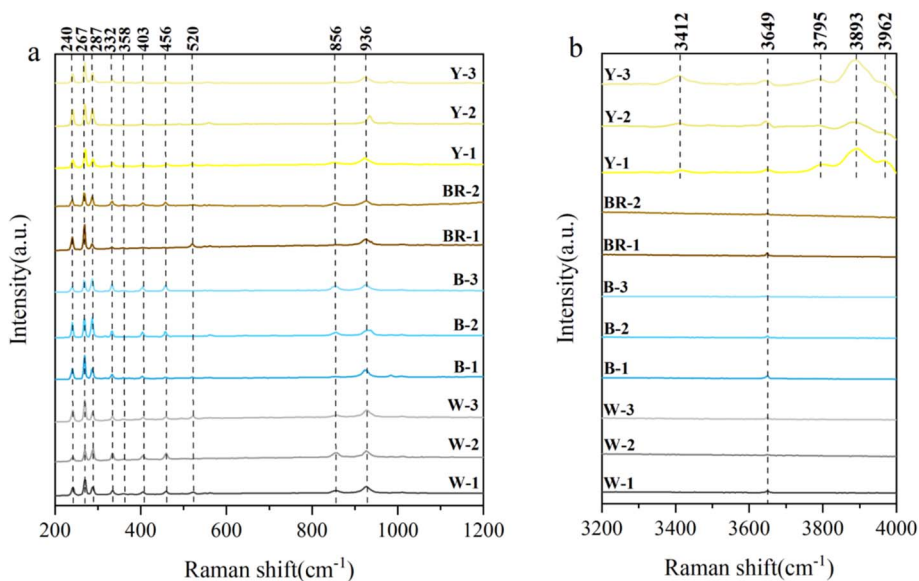 a
240
267
287
332
358
403
456
520
856
936
Y-3
Y-2
Y-1
BR-2
BR-1
B-3
B-2
B-1
W-3
W-2
W-1
Intensity(a.u.)
200
400
600
800
1000
1200
Raman shift(cm⁻¹)
b
3412
3649
3795
3893
3962
Y-3
Y-2
Y-1
BR-2
BR-1
B-3
B-2
B-1
W-3
W-2
W-1
Intensity(a.u.)
3200
3400
3600
3800
4000
Raman shift(cm⁻¹)